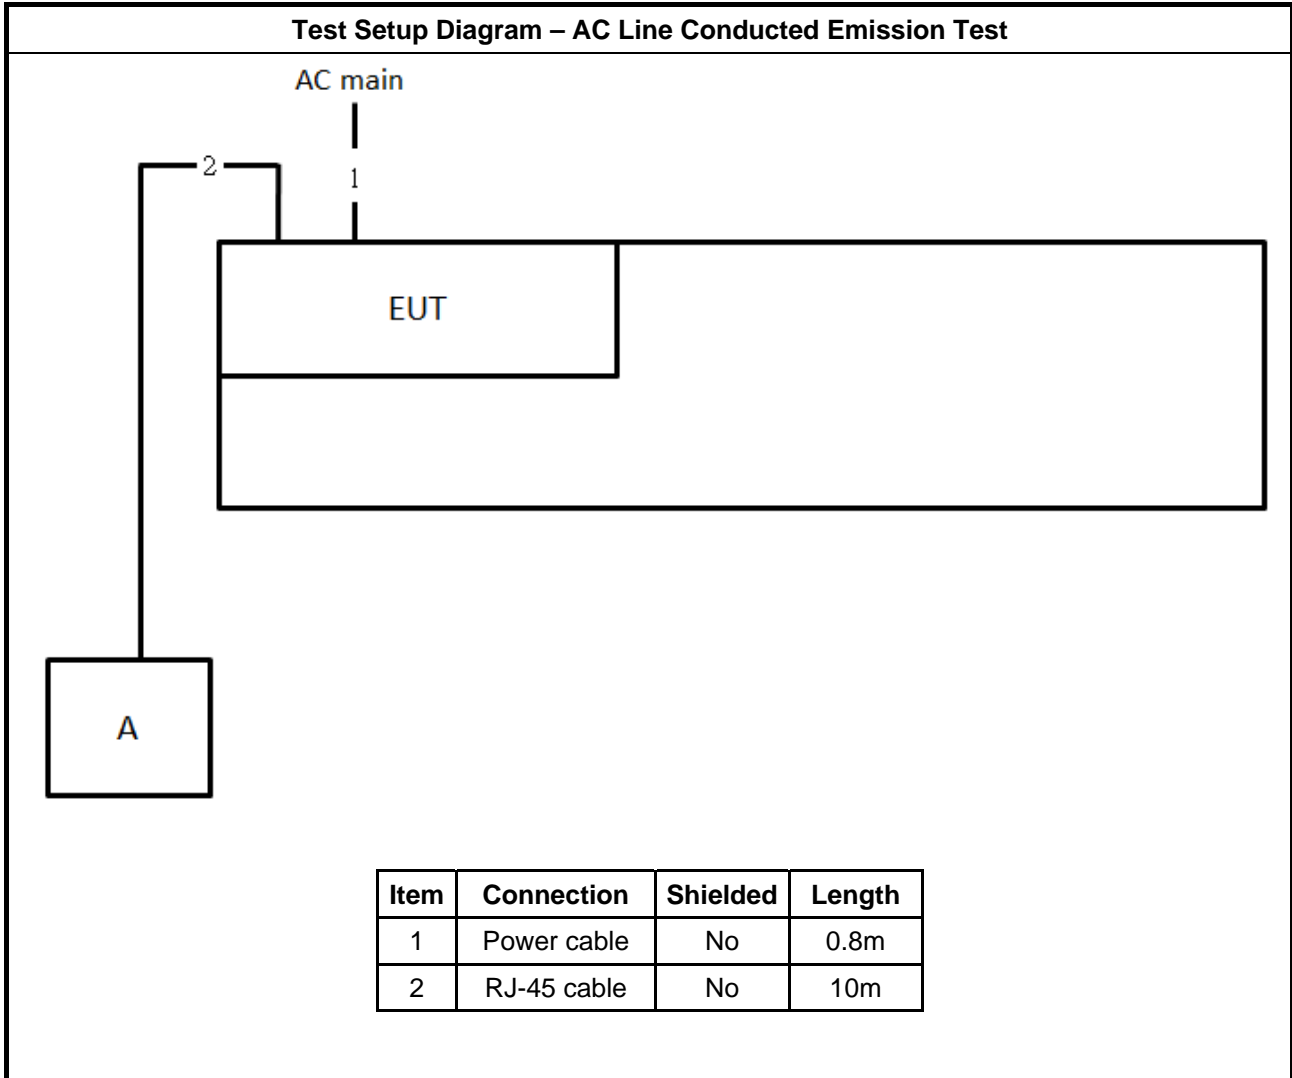 Test Setup Diagram – AC Line Conducted Emission Test
AC main
2
1
EUT
A
Item Connection Shielded Length
1 Power cable No 0.8m
2 RJ-45 cable No 10m